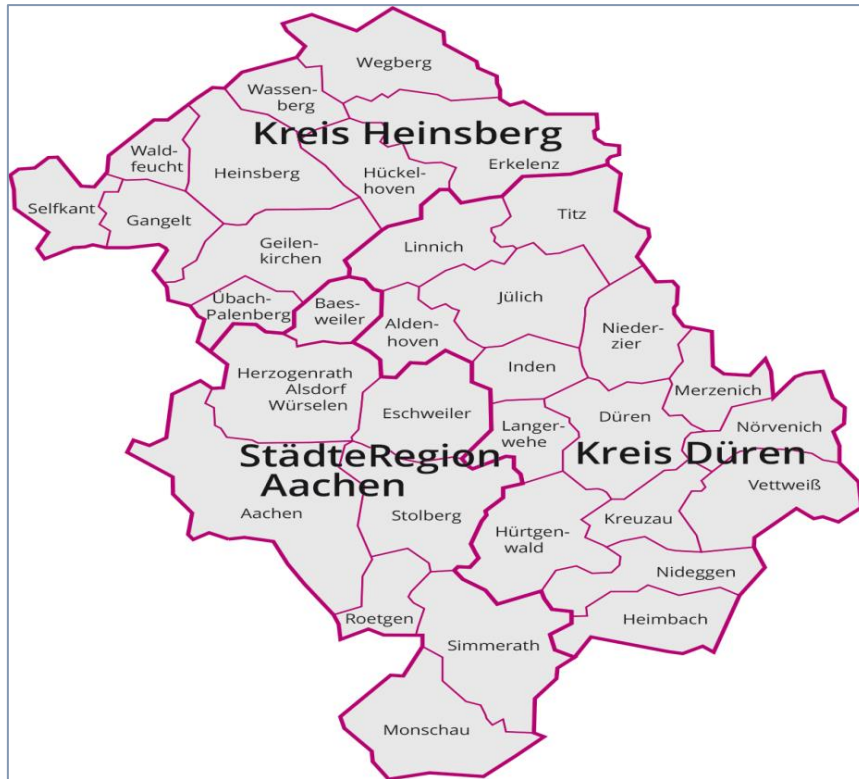 Wegberg
Wassen-
berg
Kreis Heinsberg
Erkelenz
Wald-
feucht
Heinsberg
Hückel-
hoven
Selfkant
Gangelt
Titz
Geilen-
kirchen
Linnich
Übach-
Palenberg
Baes-
weiler
Jülich
Alden-
hoven
Nieder-
zier
Herzogenrath
Alsdorf
Würselen
Inden
Merzenich
Eschweiler
Langer-
wehe
Düren
Nörvenich
StädteRegion
Aachen
Kreis Düren
Vettweiß
Aachen
Stolberg
Hürtgen-
wald
Kreuzau
Nideggen
Roetgen
Heimbach
Simmerath
Monschau